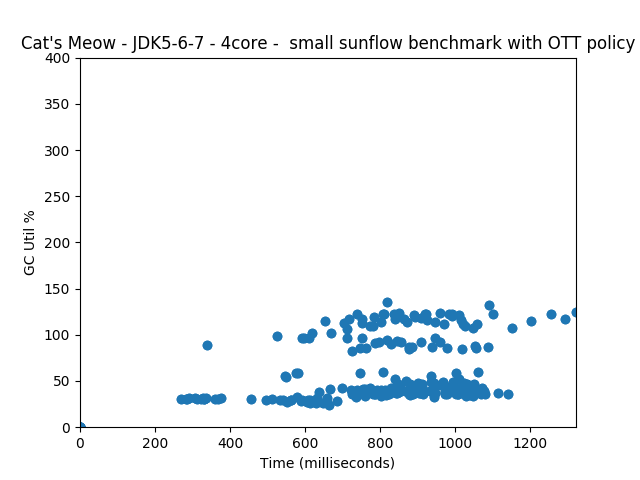 Cat's Meow - JDK5-6-7 - 4core -  small sunflow benchmark with OTT policy
400
350
300
250
200
150
100
50
0
GC Util %
0 200 400 600 800 1000 1200
Time (milliseconds)